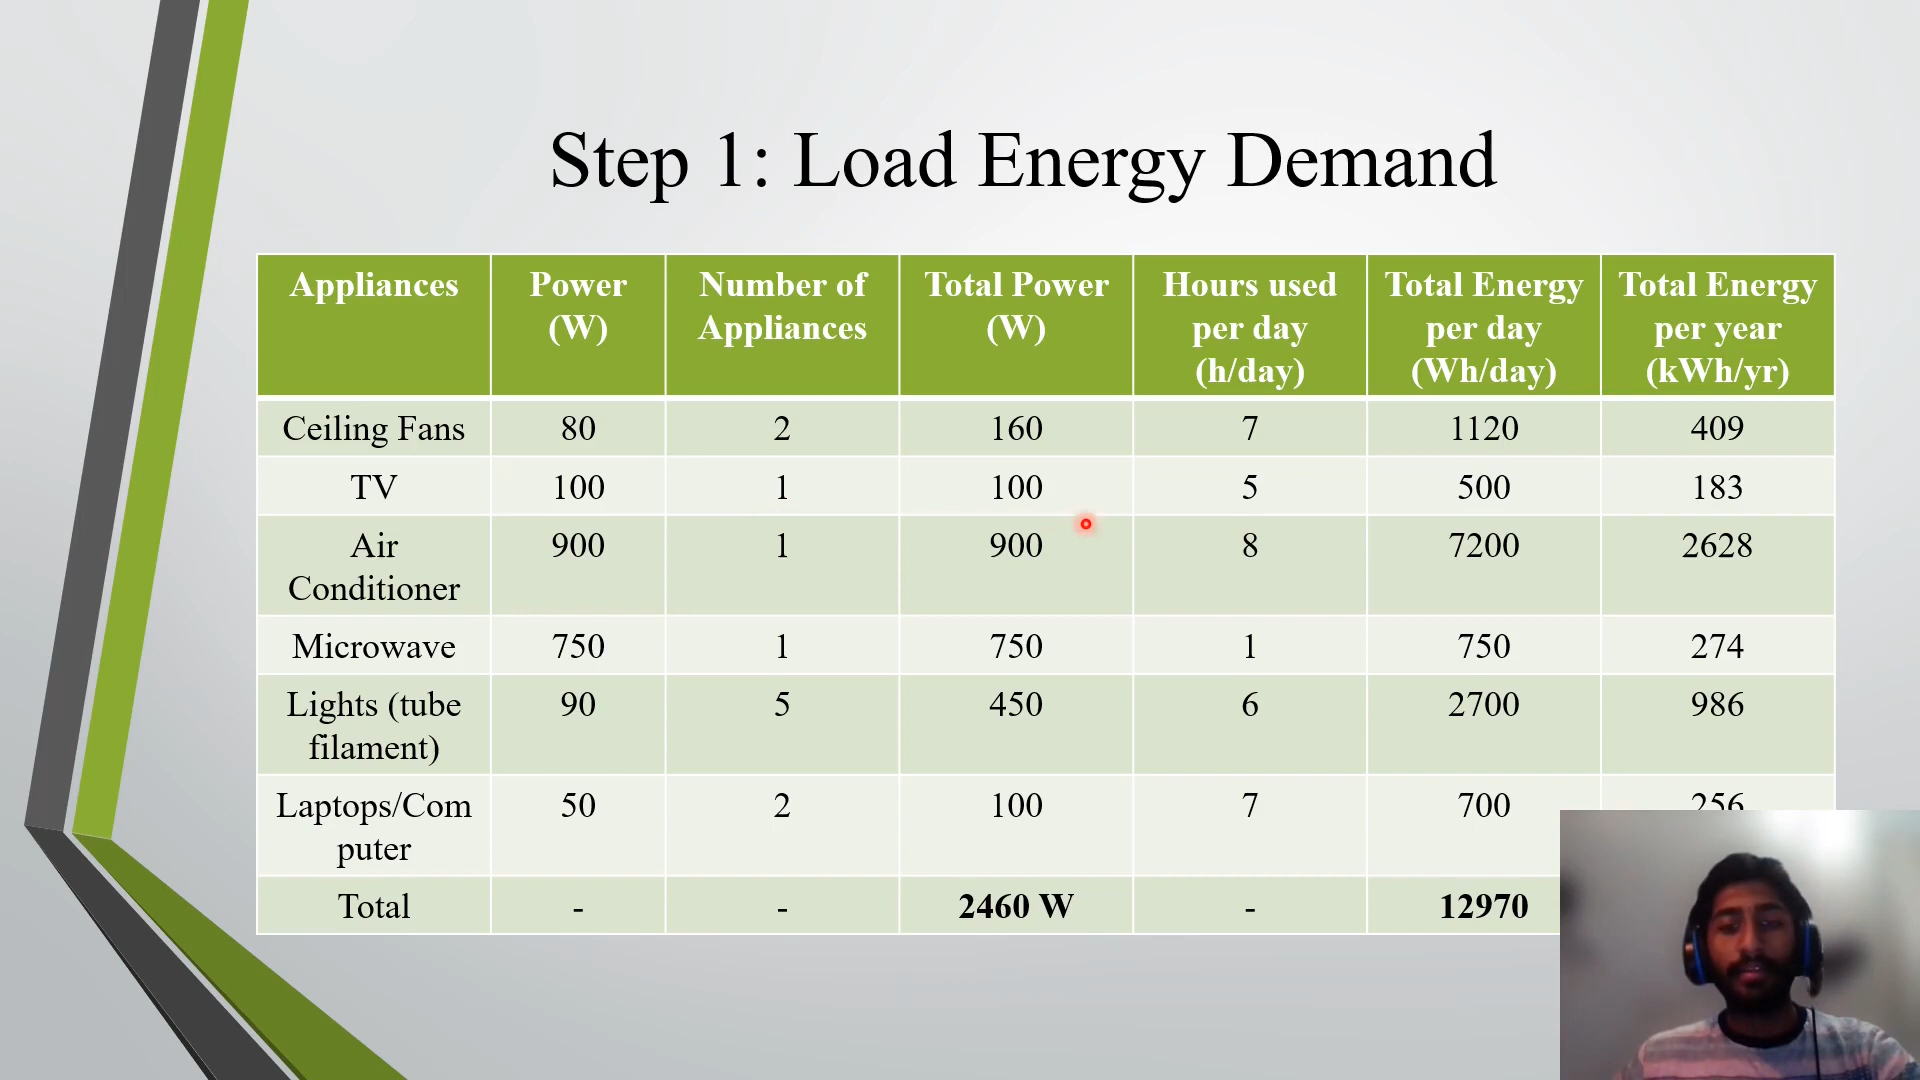 Step 1: Load Energy Demand
Appliances Power (W) Number of Appliances Total Power (W) Hours used per day (h/day) Total Energy per day (Wh/day) Total Energy per year (kWh/yr)
Ceiling Fans 80 2 160 7 1120 409
TV 100 1 100 5 500 183
Air Conditioner 900 1 900 8 7200 2628
Microwave 750 1 750 1 750 274
Lights (tube filament) 90 5 450 6 2700 986
Laptops/Computer 50 2 100 7 700 256
Total - - 2460 W - 12970